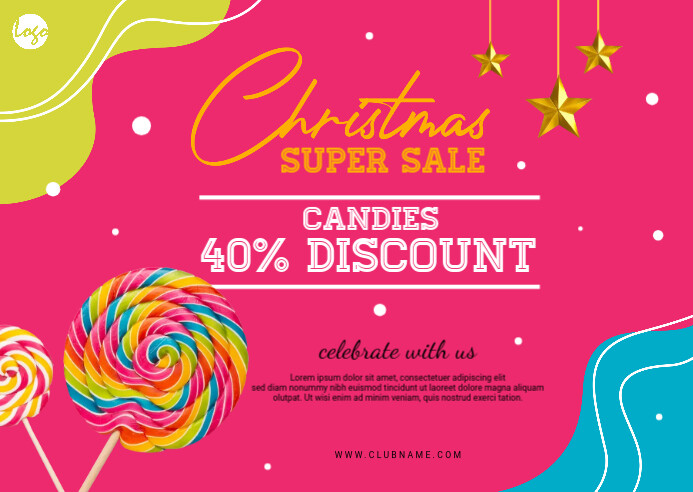 Logo
Christmas
SUPER SALE
CANDIES
40% DISCOUNT
celebrate with us
Lorem ipsum dolor sit amet, consectetuer adipiscing elit
sed diam nonummy nibh euismod tincidunt ut laoreet dolore magna aliquam
olutpat. Ut wisi enim ad minim veniam, quis nostrud exerci tation.
WWW.CLUBNAME.COM